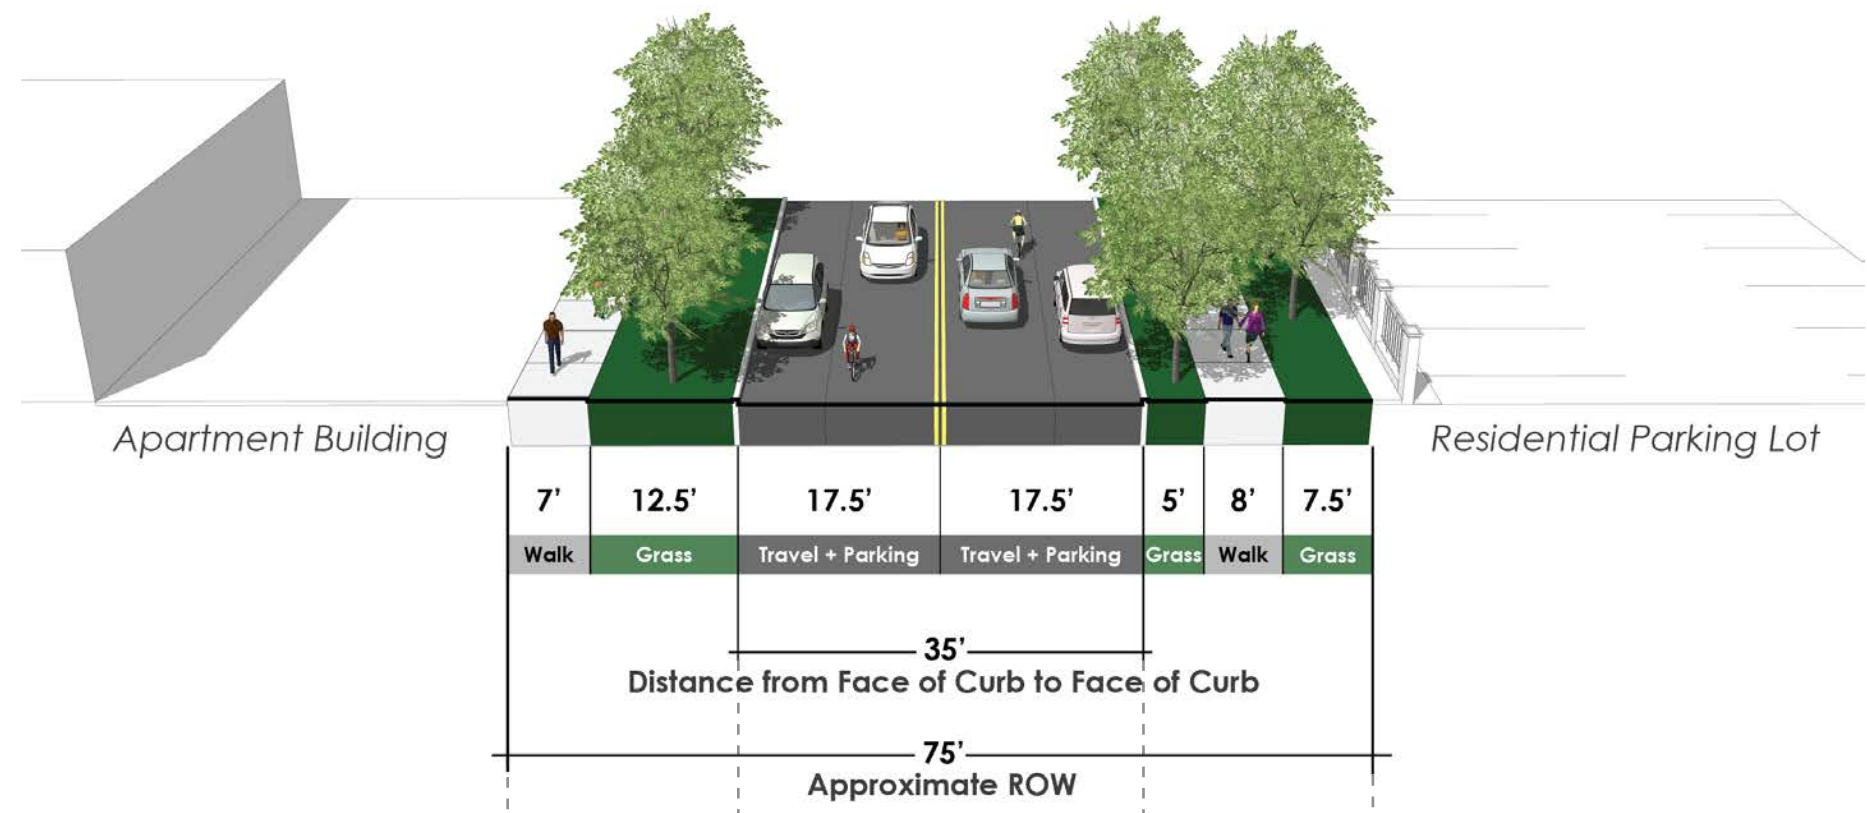 Apartment Building
Residential Parking Lot
7’ 12.5’ 17.5’ 17.5’ 5’ 8’ 7.5’
Walk Grass Travel + Parking Travel + Parking Grass Walk Grass
35’
Distance from Face of Curb to Face of Curb
75’
Approximate ROW